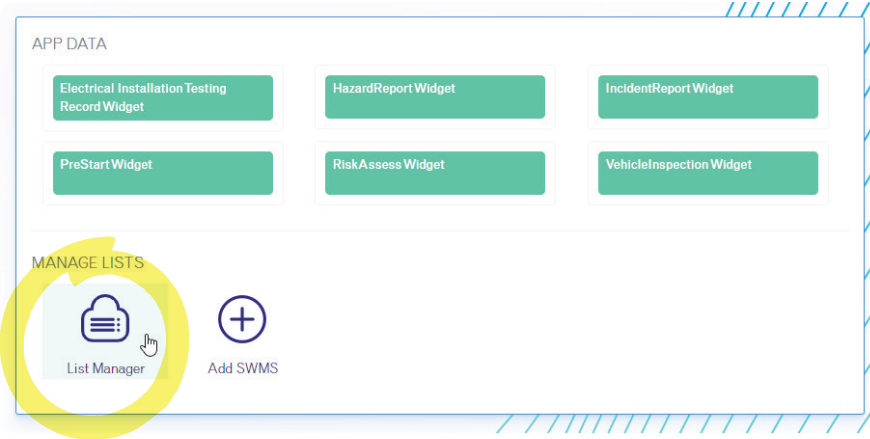 APP DATA
Electrical Installation Testing
Record Widget
HazardReport Widget
IncidentReport Widget
PreStart Widget
RiskAssess Widget
VehicleInspection Widget
MANAGE LISTS
List Manager
Add SWMS